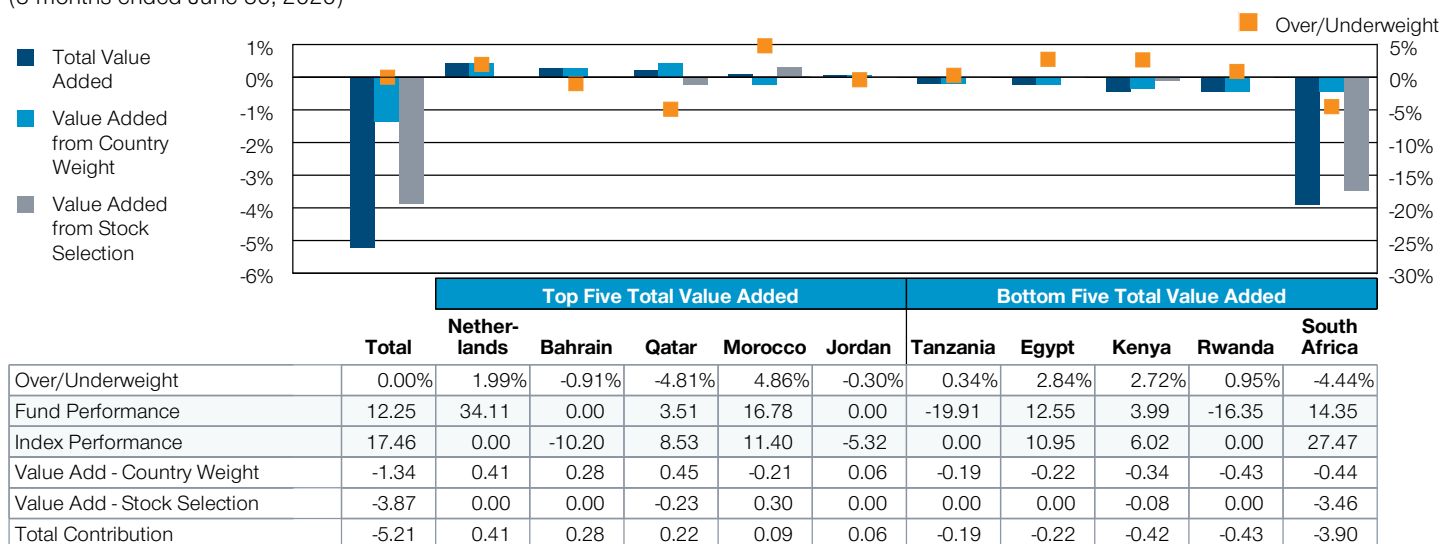 Over/Underweight
Total Value
Added
Value Added
from Country
Weight
Value Added
from Stock
Selection
1%
0%
-1%
-2%
-3%
-4%
-5%
-6%
5%
0%
-5%
-10%
-15%
-20%
-25%
-30%
Top Five Total Value Added Bottom Five Total Value Added
Total Nether-lands Bahrain Qatar Morocco Jordan Tanzania Egypt Kenya Rwanda South Africa
Over/Underweight 0.00% 1.99% -0.91% -4.81% 4.86% -0.30% 0.34% 2.84% 2.72% 0.95% -4.44%
Fund Performance 12.25 34.11 0.00 3.51 16.78 0.00 -19.91 12.55 3.99 -16.35 14.35
Index Performance 17.46 0.00 -10.20 8.53 11.40 -5.32 0.00 10.95 6.02 0.00 27.47
Value Add - Country Weight -1.34 0.41 0.28 0.45 -0.21 0.06 -0.19 -0.22 -0.34 -0.43 -0.44
Value Add - Stock Selection -3.87 0.00 0.00 -0.23 0.30 0.00 0.00 0.00 -0.08 0.00 -3.46
Total Contribution -5.21 0.41 0.28 0.22 0.09 0.06 -0.19 -0.22 -0.42 -0.43 -3.90